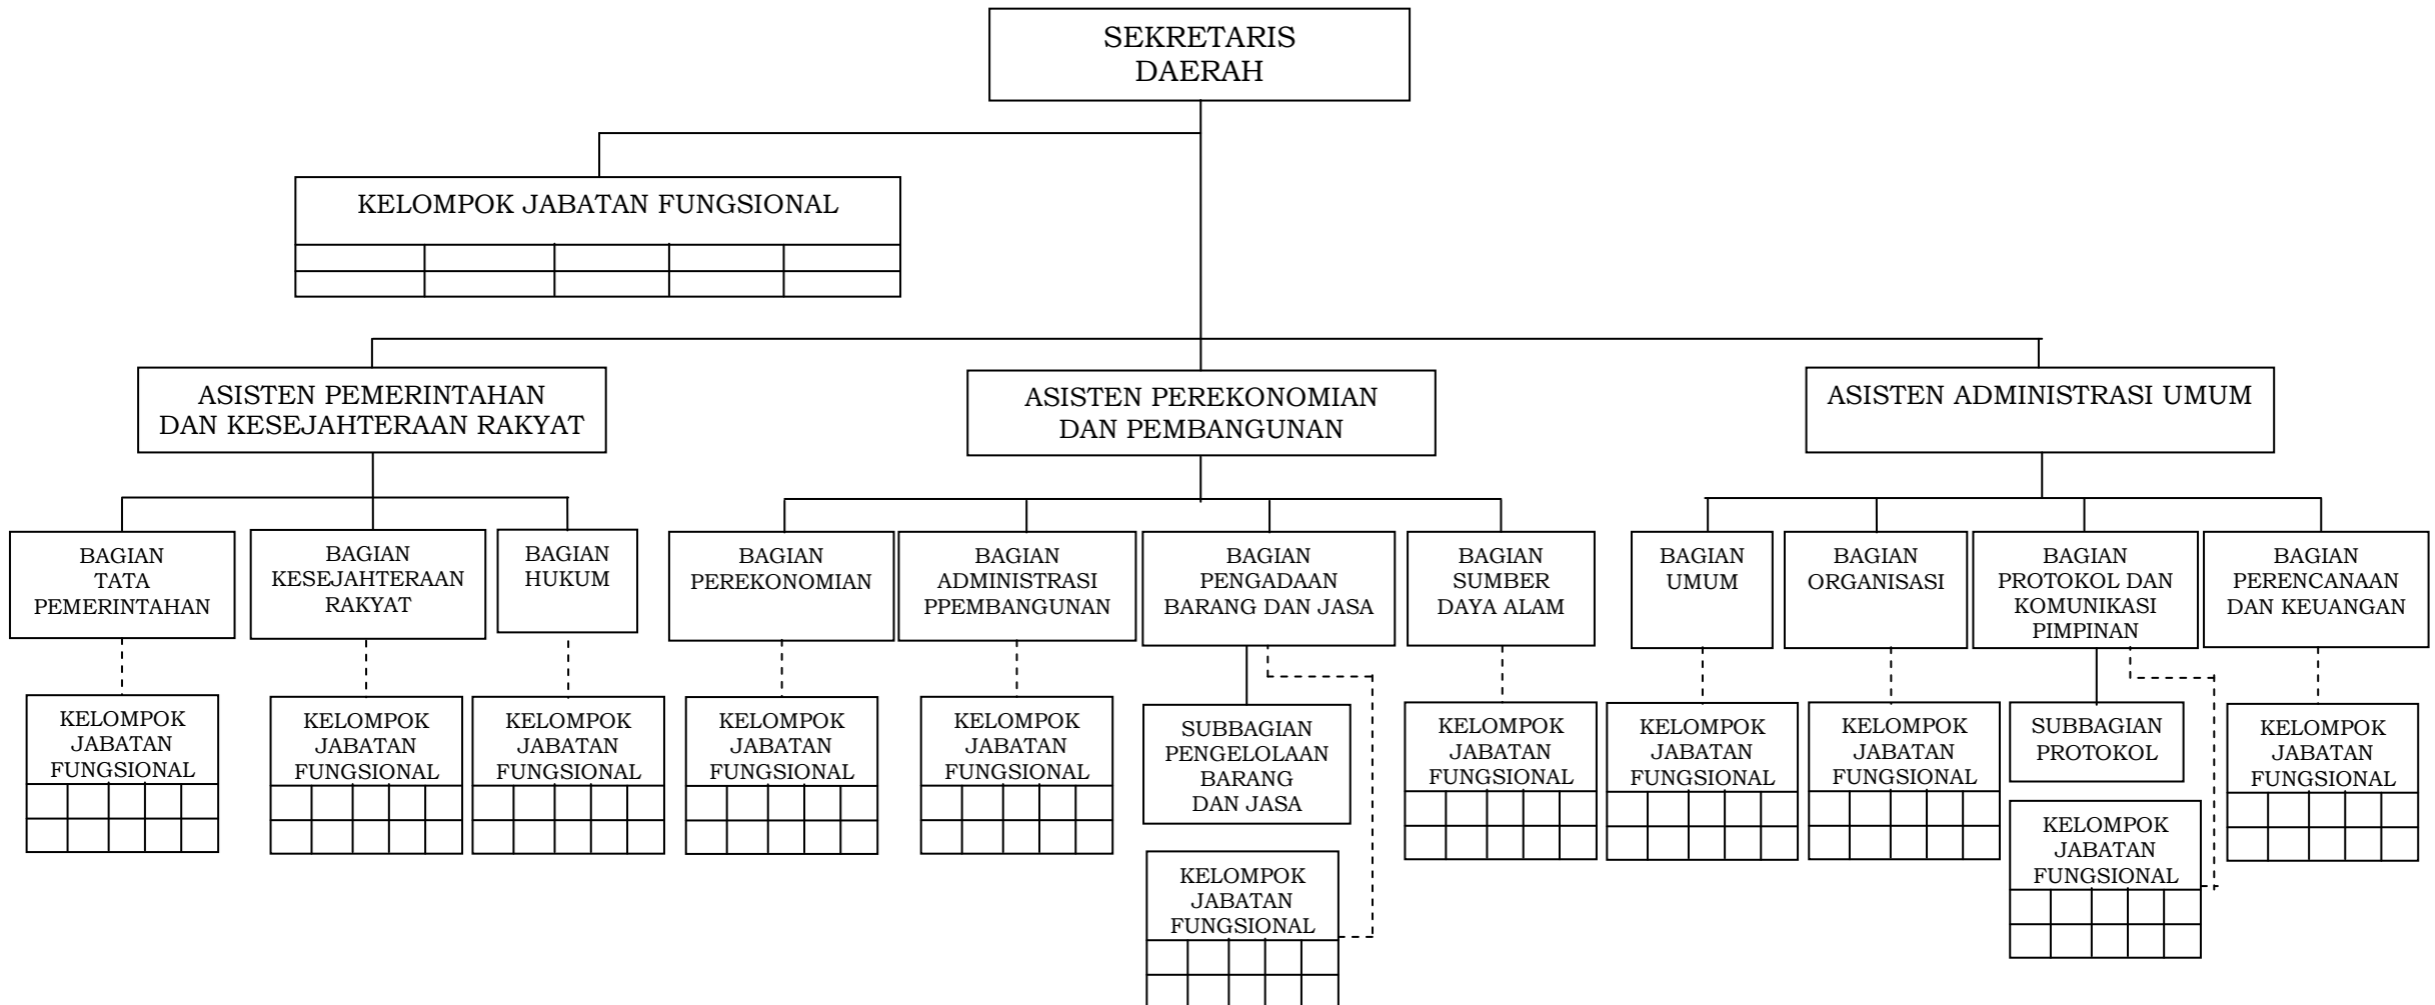 SEKRETARIS
DAERAH
KELOMPOK JABATAN FUNGSIONAL
ASISTEN PEMERINTAHAN
DAN KESEJAHTERAAN RAKYAT
ASISTEN PEREKONOMIAN
DAN PEMBANGUNAN
ASISTEN ADMINISTRASI UMUM
BAGIAN
TATA
PEMERINTAHAN
BAGIAN
KESEJAHTERAAN
RAKYAT
BAGIAN
HUKUM
BAGIAN
PEREKONOMIAN
BAGIAN
ADMINISTRASI
PPEMBANGUNAN
BAGIAN
PENGADAAN
BARANG DAN JASA
BAGIAN
SUMBER
DAYA ALAM
BAGIAN
UMUM
BAGIAN
ORGANISASI
BAGIAN
PROTOKOL DAN
KOMUNIKASI
PIMPINAN
BAGIAN
PERENCANAAN
DAN KEUANGAN
KELOMPOK
JABATAN
FUNGSIONAL
KELOMPOK
JABATAN
FUNGSIONAL
KELOMPOK
JABATAN
FUNGSIONAL
KELOMPOK
JABATAN
FUNGSIONAL
KELOMPOK
JABATAN
FUNGSIONAL
SUBBAGIAN
PENGELOLAAN
BARANG
DAN JASA
KELOMPOK
JABATAN
FUNGSIONAL
KELOMPOK
JABATAN
FUNGSIONAL
KELOMPOK
JABATAN
FUNGSIONAL
KELOMPOK
JABATAN
FUNGSIONAL
SUBBAGIAN
PROTOKOL
KELOMPOK
JABATAN
FUNGSIONAL
KELOMPOK
JABATAN
FUNGSIONAL